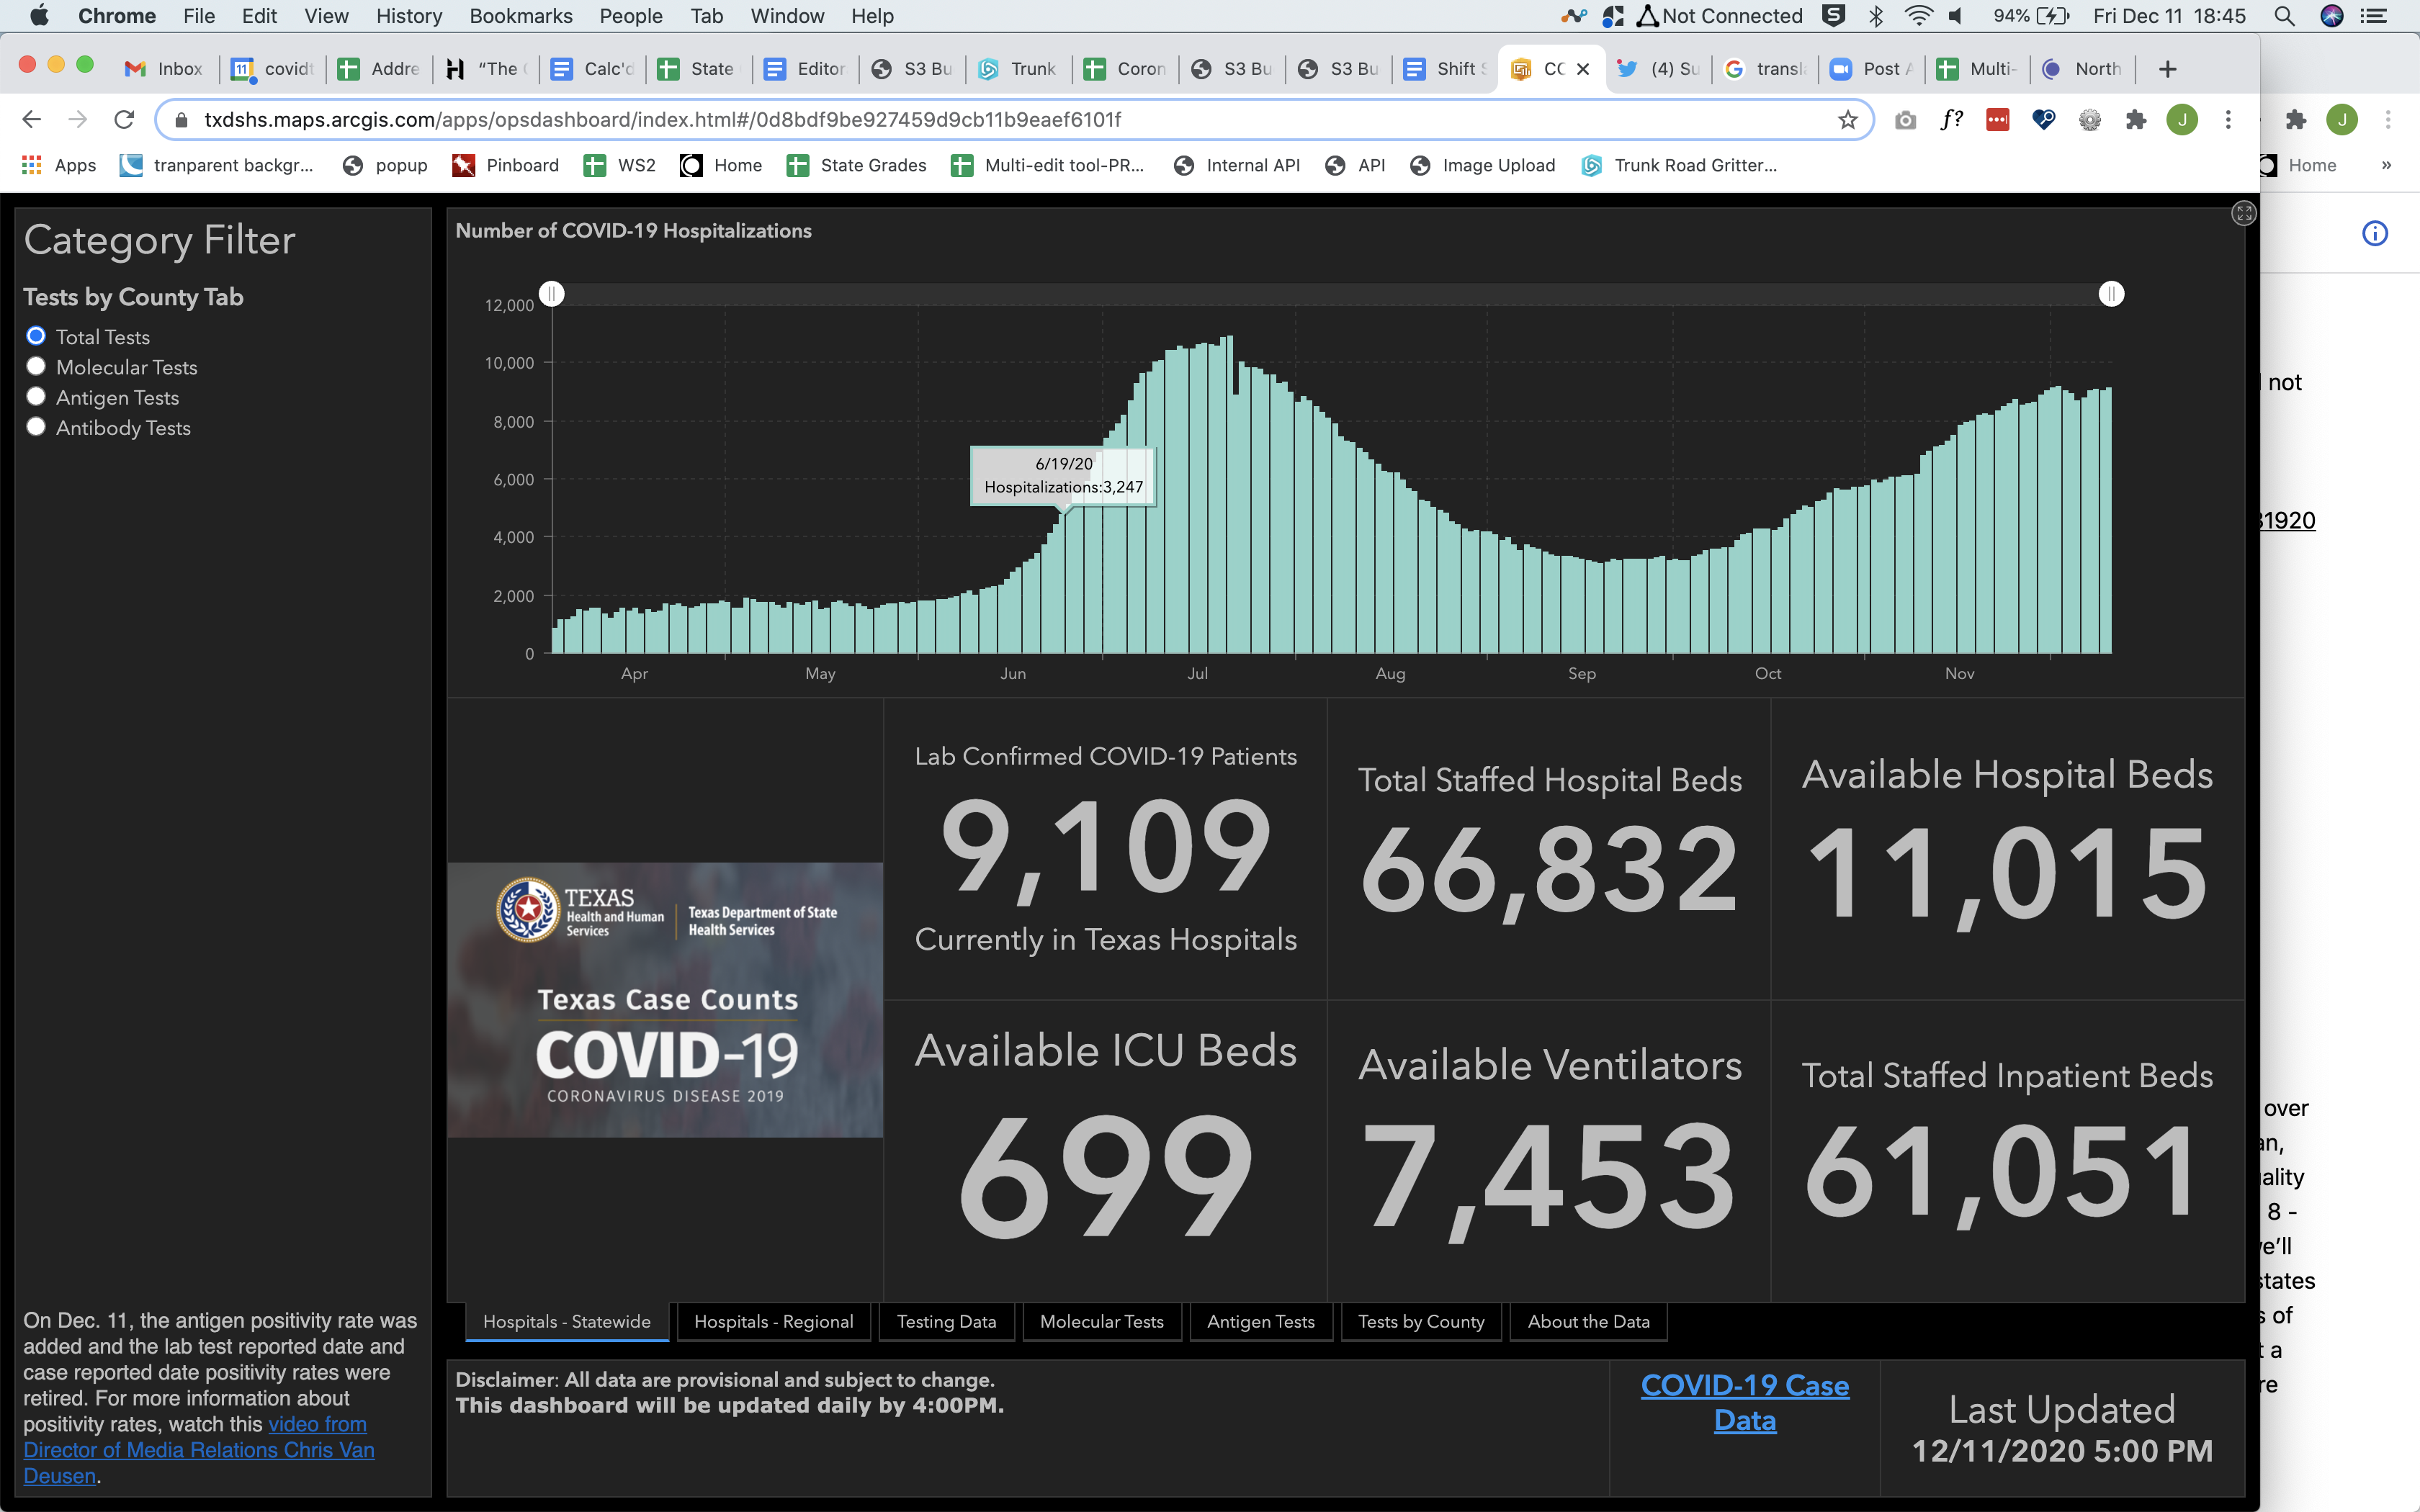 Chrome File Edit View History Bookmarks People Tab Window Help
Not Connected 94% Fri Dec 11 18:45
Inbox covidt Addre "The Calc'd State Editor S3 Bu Trunk Coron S3 Bu S3 Bu Shift CC (4) Su transl Post Multi- North
txdshs.maps.arcgis.com/apps/opsdashboard/index.html#/0d8bdf9be927459d9cb11b9eaef6101f
Apps tranparent backgr... popup Pinboard WS2 Home State Grades Multi-edit tool-PR... Internal API API Image Upload Trunk Road Gritter...
Home
Category Filter
Tests by County Tab
Total Tests
Molecular Tests
Antigen Tests
Antibody Tests
On Dec. 11, the antigen positivity rate was
added and the lab test reported date and
case reported date positivity rates were
retired. For more information about
positivity rates, watch this video from
Director of Media Relations Chris Van
Deusen.
Number of COVID-19 Hospitalizations
12,000
10,000
8,000
6,000
4,000
2,000
0
6/19/20
Hospitalizations:3,247
Apr May Jun Jul Aug Sep Oct Nov
TEXAS
Health and Human
Services
Texas Department of State
Health Services
Texas Case Counts
COVID-19
CORONAVIRUS DISEASE 2019
Lab Confirmed COVID-19 Patients
9,109
Currently in Texas Hospitals
Total Staffed Hospital Beds
66,832
Available Hospital Beds
11,015
Available ICU Beds
699
Available Ventilators
7,453
Total Staffed Inpatient Beds
61,051
Hospitals - Statewide Hospitals - Regional Testing Data Molecular Tests Antigen Tests Tests by County About the Data
Disclaimer: All data are provisional and subject to change.
This dashboard will be updated daily by 4:00PM.
COVID-19 Case
Data
Last Updated
12/11/2020 5:00 PM
not
31920
over
an,
ality
8 -
e'll
states
s of
t a
re